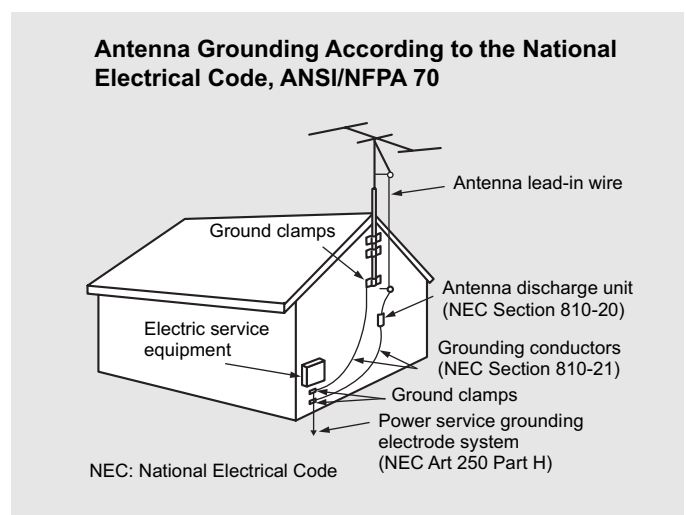 Antenna Grounding According to the National
Electrical Code, ANSI/NFPA 70
Antenna lead-in wire
Ground clamps
Antenna discharge unit
(NEC Section 810-20)
Electric service
equipment
Grounding conductors
(NEC Section 810-21)
Ground clamps
Power service grounding
electrode system
(NEC Art 250 Part H)
NEC: National Electrical Code